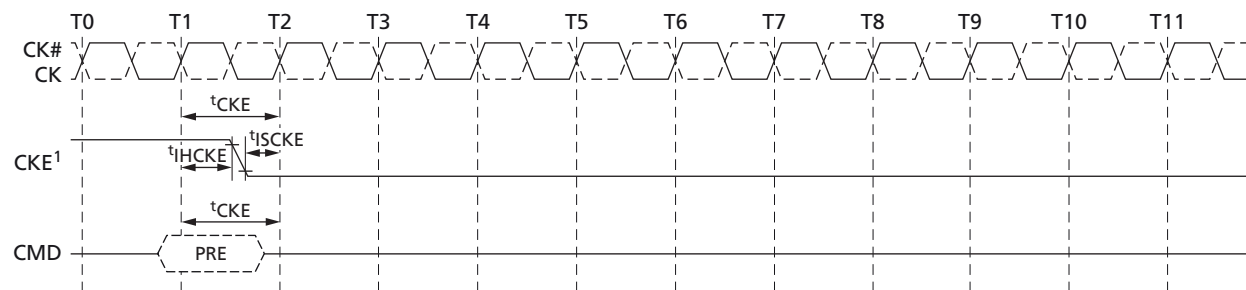 T0 T1 T2 T3 T4 T5 T6 T7 T8 T9 T10 T11
CK#
CK
tCKE
tISCKE
CKE1
tIHCKE
tCKE
CMD
PRE